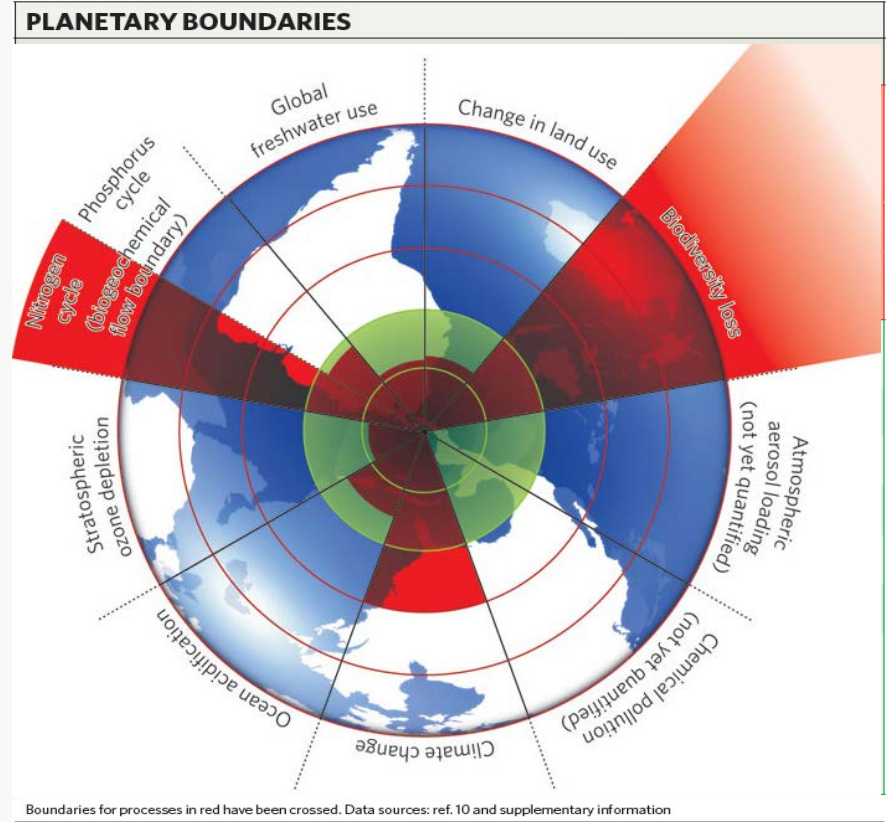 PLANETARY BOUNDARIES
Global
freshwater use
Change in land use
Phosphorus
cycle
(biogeochemical
flow boundary)
Nitrogen
cycle
Biodiversity loss
Stratospheric
ozone depletion
Atmospheric
aerosol loading
(not yet quantified)
Ocean acidification
Climate change
Chemical pollution
(not yet quantified)
Boundaries for processes in red have been crossed. Data sources: ref. 10 and supplementary information